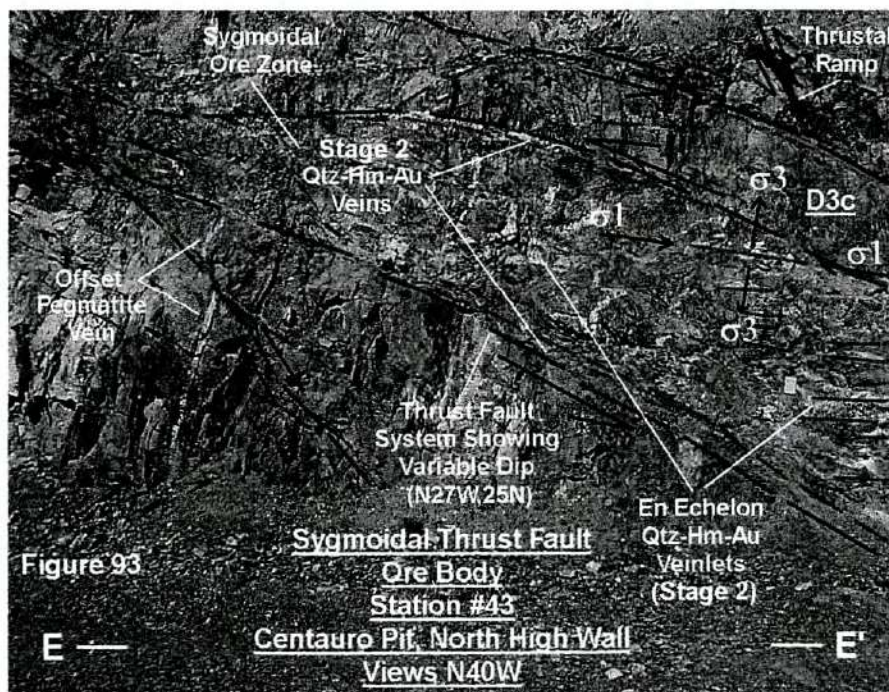 Sygmoidal
Ore Zone
Thrustal
Ramp
Stage 2
Qtz-Hm-Au
Veins
σ3
D3c
σ1
σ1
σ3
Offset
Pegmatite
Vein
Thrust Fault
System Showing
Variable Dip
(N27W,25N)
En Echelon
Qtz-Hm-Au
Veinlets
(Stage 2)
Figure 93
Sygmoidal Thrust Fault
Ore Body
Station #43
Centauro Pit, North High Wall
Views N40W
E
E'